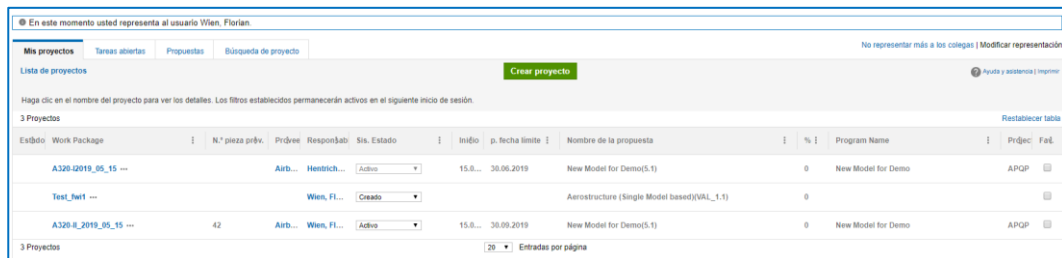 En este momento usted representa al usuario Wien, Florian.
No representar más a los colegas | Modificar representación
Mis proyectos Tareas abiertas Propuestas Búsqueda de proyecto
Lista de proyectos Crear proyecto Ayuda y asistencia | Imprimir
Haga clic en el nombre del proyecto para ver los detalles. Los filtros establecidos permanecerán activos en el siguiente inicio de sesión.
3 Proyectos Restablecer tabla
Estado Work Package N.º pieza prov. Provee Responsab Sis. Estado Inicio p. fecha límite Nombre de la propuesta % Program Name Projec Fav.
A320-I2019_05_15 ••• Airb... Hentrich... Activo 15.0... 30.06.2019 New Model for Demo(5.1) 0 New Model for Demo APQP
Test_fwi1 ••• Wien, Fl... Creado Aerostructure (Single Model based)(VAL_1.1) 0
A320-II_2019_05_15 ••• 42 Airb... Wien, Fl... Activo 15.0... 30.09.2019 New Model for Demo(5.1) 0 New Model for Demo APQP
3 Proyectos 20 Entradas por página